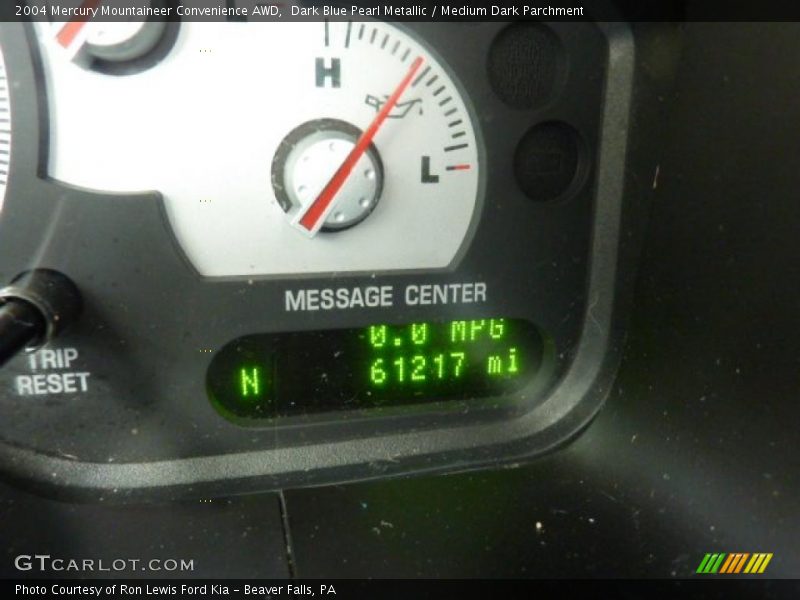 2004 Mercury Mountaineer Convenience AWD,  Dark Blue Pearl Metallic / Medium Dark Parchment
H
L
MESSAGE CENTER
0.0 MPG
N 61217 mi
TRIP
RESET
GTCARLOT.COM
Photo Courtesy of Ron Lewis Ford Kia - Beaver Falls, PA